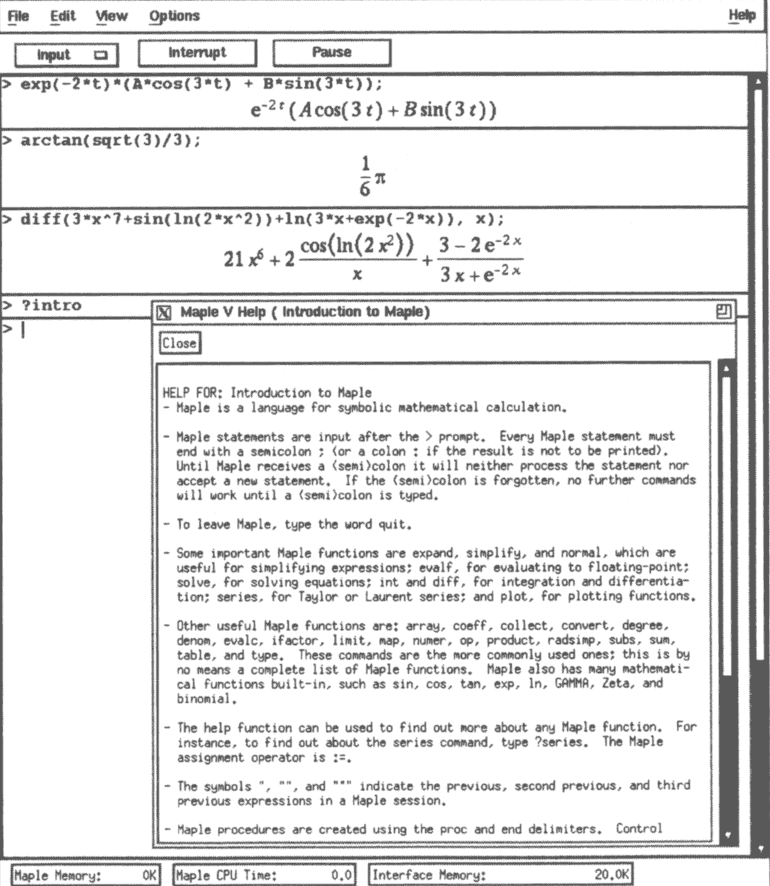 File Edit View Options Help
Input Interrupt Pause
> exp(-2*t)*(A*cos(3*t) + B*sin(3*t));
e^{-2 t} (A cos(3 t) + B sin(3 t))
> arctan(sqrt(3)/3);
1/6 π
> diff(3*x^7+sin(ln(2*x^2))+ln(3*x+exp(-2*x)), x);
21 x^6 + 2 cos(ln(2 x^2))/x + (3 - 2 e^{-2 x})/(3 x + e^{-2 x})
> ?intro
> |
Maple V Help ( Introduction to Maple)
Close
HELP FOR: Introduction to Maple
- Maple is a language for symbolic mathematical calculation.
- Maple statements are input after the > prompt. Every Maple statement must
end with a semicolon ; (or a colon : if the result is not to be printed).
Until Maple receives a (semi)colon it will neither process the statement nor
accept a new statement. If the (semi)colon is forgotten, no further commands
will work until a (semi)colon is typed.
- To leave Maple, type the word quit.
- Some important Maple functions are expand, simplify, and normal, which are
useful for simplifying expressions; evalf, for evaluating to floating-point;
solve, for solving equations; int and diff, for integration and differentia-
tion; series, for Taylor or Laurent series; and plot, for plotting functions.
- Other useful Maple functions are: array, coeff, collect, convert, degree,
denom, evalc, ifactor, limit, map, numer, op, product, radsimp, subs, sum,
table, and type. These commands are the more commonly used ones; this is by
no means a complete list of Maple functions. Maple also has many mathemati-
cal functions built-in, such as sin, cos, tan, exp, ln, GAMMA, Zeta, and
binomial.
- The help function can be used to find out more about any Maple function. For
instance, to find out about the series command, type ?series. The Maple
assignment operator is :=.
- The symbols ", "", and """ indicate the previous, second previous, and third
previous expressions in a Maple session.
- Maple procedures are created using the proc and end delimiters. Control
Maple Memory: 0K Maple CPU Time: 0.0 Interface Memory: 20.0K